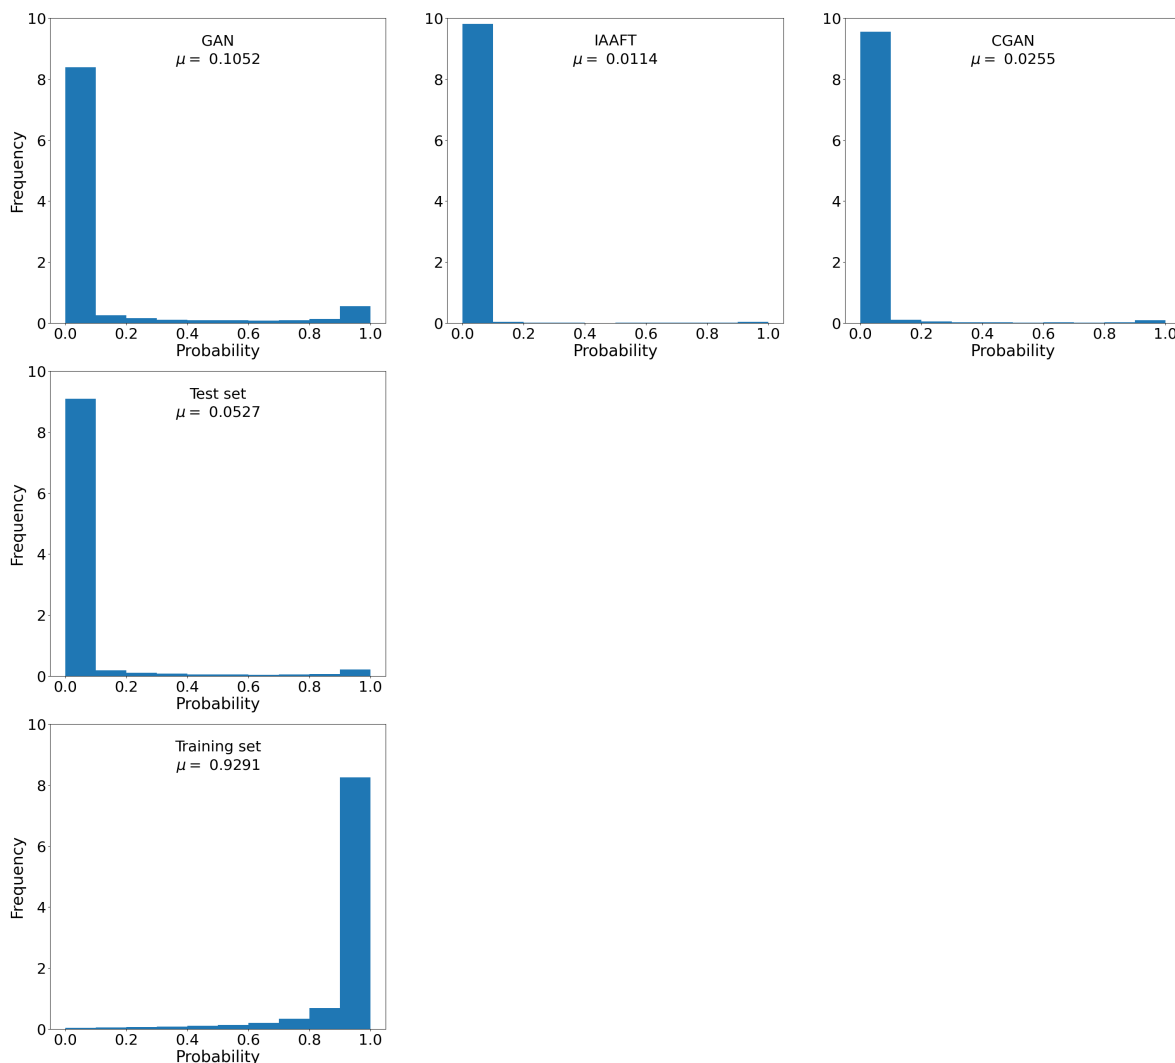 GAN
μ = 0.1052
10
8
6
4
2
0
Frequency
0.0 0.2 0.4 0.6 0.8 1.0
Probability
IAAFT
μ = 0.0114
10
8
6
4
2
0
0.0 0.2 0.4 0.6 0.8 1.0
Probability
CGAN
μ = 0.0255
10
8
6
4
2
0
0.0 0.2 0.4 0.6 0.8 1.0
Probability
Test set
μ = 0.0527
10
8
6
4
2
0
Frequency
0.0 0.2 0.4 0.6 0.8 1.0
Probability
Training set
μ = 0.9291
10
8
6
4
2
0
Frequency
0.0 0.2 0.4 0.6 0.8 1.0
Probability